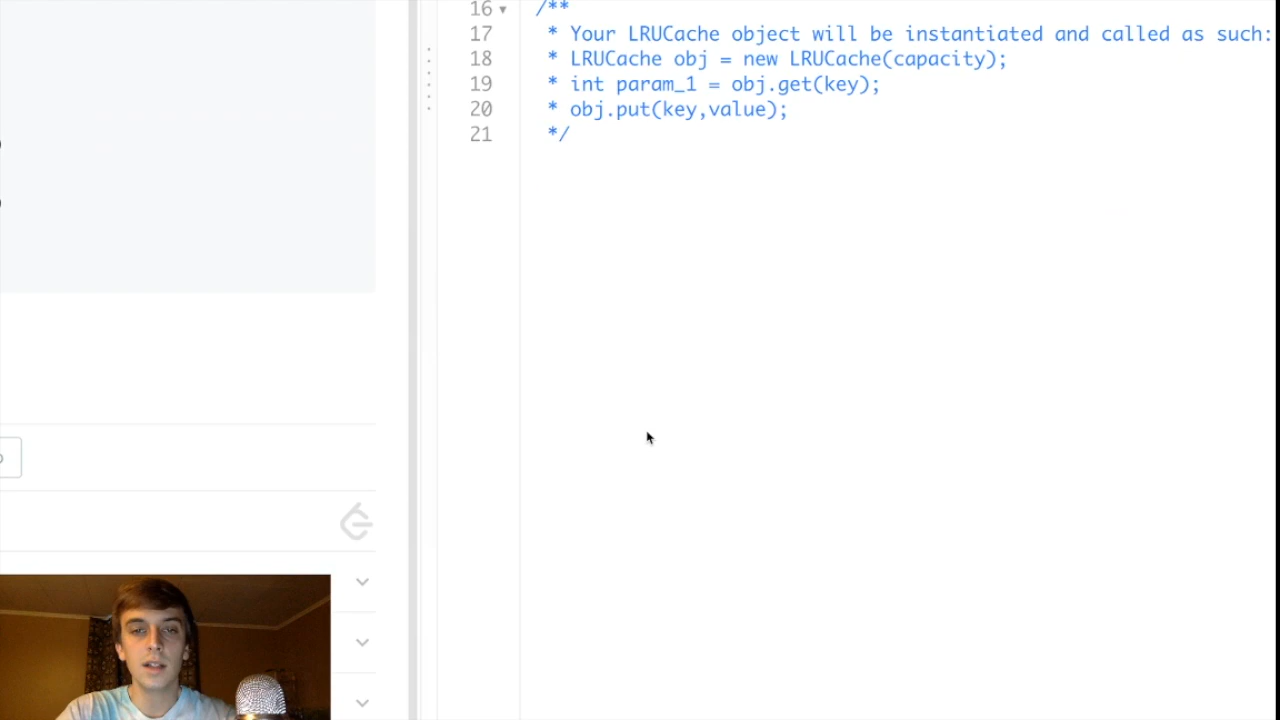 16 /**
17 * Your LRUCache object will be instantiated and called as such:
18 * LRUCache obj = new LRUCache(capacity);
19 * int param_1 = obj.get(key);
20 * obj.put(key,value);
21 */